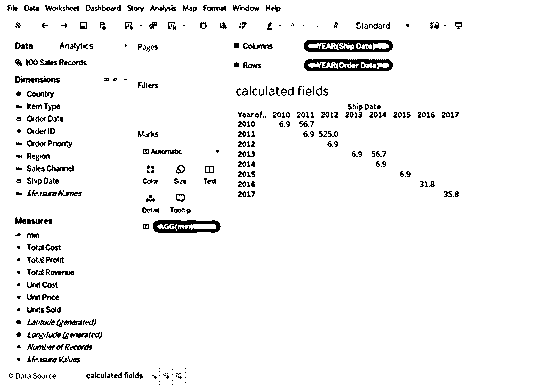 File Data Worksheet Dashboard Story Analysis Map Format Window Help
Standard
Data Analytics
Pages
Columns YEAR(Ship Date)
Rows YEAR(Order Date)
100 Sales Records
Dimensions
Country
Item Type
Order Date
Order ID
Order Priority
Region
Sales Channel
Ship Date
Measure Names
Filters
Marks
Automatic
Color Size Text
Detail Tooltip
AGG(min)
calculated fields
Ship Date
Year of.. 2010 2011 2012 2013 2014 2015 2016 2017
2010 6.9 56.7
2011 6.9 525.0
2012 6.9
2013 6.9 56.7
2014 6.9
2015 6.9
2016 31.8
2017 35.8
Measures
min
Total Cost
Total Profit
Total Revenue
Unit Cost
Unit Price
Units Sold
Latitude (generated)
Longitude (generated)
Number of Records
Measure Values
Data Source calculated fields